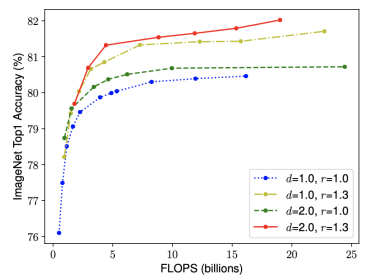 82
81
80
79
78
77
76
ImageNet Top1 Accuracy (%)
d=1.0, r=1.0
d=1.0, r=1.3
d=2.0, r=1.0
d=2.0, r=1.3
0 5 10 15 20 25
FLOPS (billions)